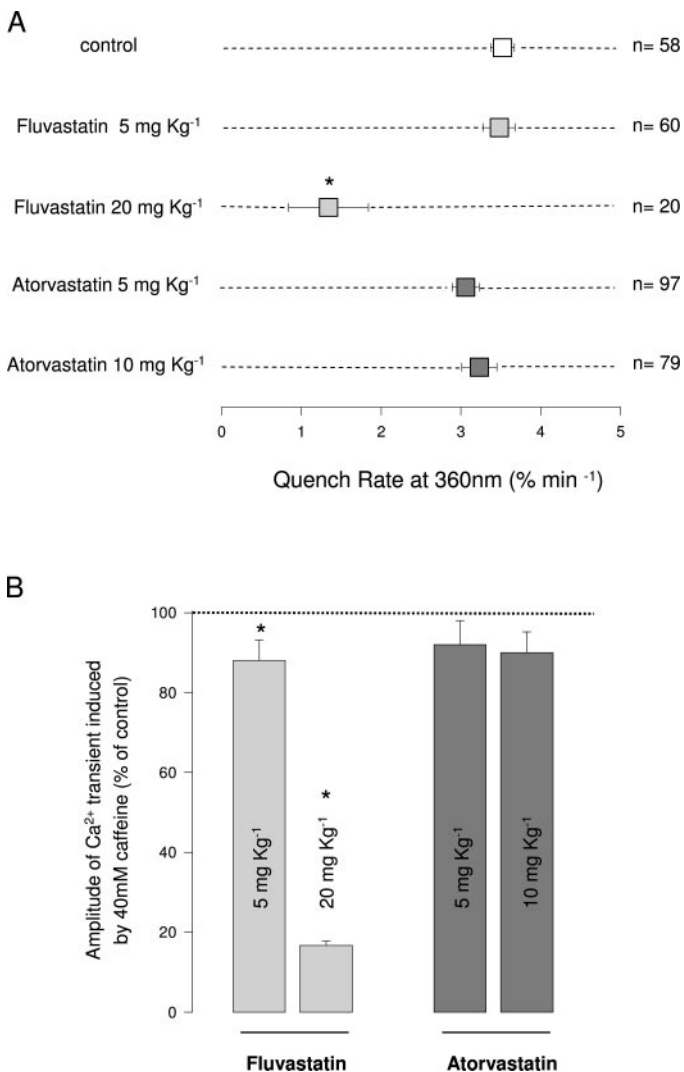 A
control
n= 58
Fluvastatin 5 mg Kg⁻¹
n= 60
*
Fluvastatin 20 mg Kg⁻¹
n= 20
Atorvastatin 5 mg Kg⁻¹
n= 97
Atorvastatin 10 mg Kg⁻¹
n= 79
0 1 2 3 4 5
Quench Rate at 360nm (% min ⁻¹)
B
Amplitude of Ca²⁺ transient induced
by 40mM caffeine (% of control)
100
80
60
40
20
0
*
*
5 mg Kg⁻¹
20 mg Kg⁻¹
5 mg Kg⁻¹
10 mg Kg⁻¹
Fluvastatin
Atorvastatin